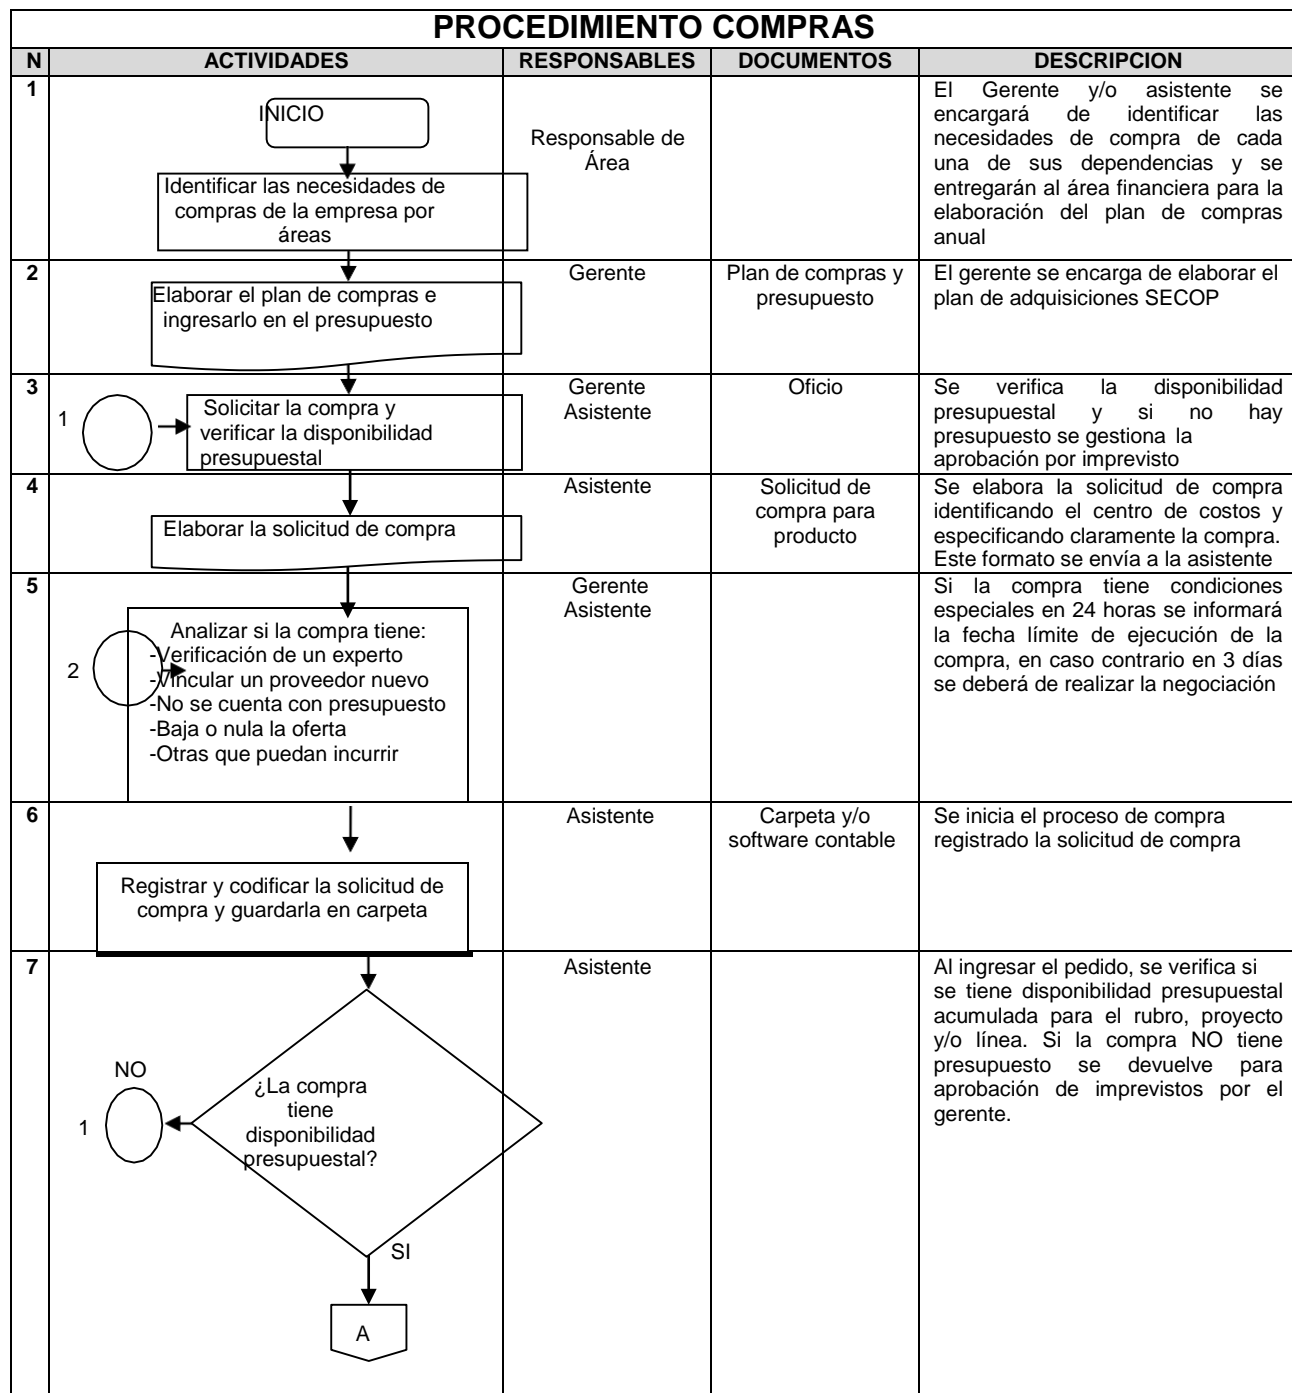 PROCEDIMIENTO COMPRAS
N ACTIVIDADES RESPONSABLES DOCUMENTOS DESCRIPCION
1
INICIO
Identificar las necesidades de
compras de la empresa por
áreas
Responsable de
Área
El Gerente y/o asistente se
encargará de identificar las
necesidades de compra de cada
una de sus dependencias y se
entregarán al área financiera para la
elaboración del plan de compras
anual
2
Elaborar el plan de compras e
ingresarlo en el presupuesto
Gerente
Plan de compras y
presupuesto
El gerente se encarga de elaborar el
plan de adquisiciones SECOP
3
1
Solicitar la compra y
verificar la disponibilidad
presupuestal
Gerente
Asistente
Oficio
Se verifica la disponibilidad
presupuestal y si no hay
presupuesto se gestiona la
aprobación por imprevisto
4
Elaborar la solicitud de compra
Asistente
Solicitud de
compra para
producto
Se elabora la solicitud de compra
identificando el centro de costos y
especificando claramente la compra.
Este formato se envía a la asistente
5
2
Analizar si la compra tiene:
-Verificación de un experto
-Vincular un proveedor nuevo
-No se cuenta con presupuesto
-Baja o nula la oferta
-Otras que puedan incurrir
Gerente
Asistente
Si la compra tiene condiciones
especiales en 24 horas se informará
la fecha límite de ejecución de la
compra, en caso contrario en 3 días
se deberá de realizar la negociación
6
Registrar y codificar la solicitud de
compra y guardarla en carpeta
Asistente
Carpeta y/o
software contable
Se inicia el proceso de compra
registrado la solicitud de compra
7
NO
1
¿La compra
tiene
disponibilidad
presupuestal?
SI
A
Asistente
Al ingresar el pedido, se verifica si
se tiene disponibilidad presupuestal
acumulada para el rubro, proyecto
y/o línea. Si la compra NO tiene
presupuesto se devuelve para
aprobación de imprevistos por el
gerente.